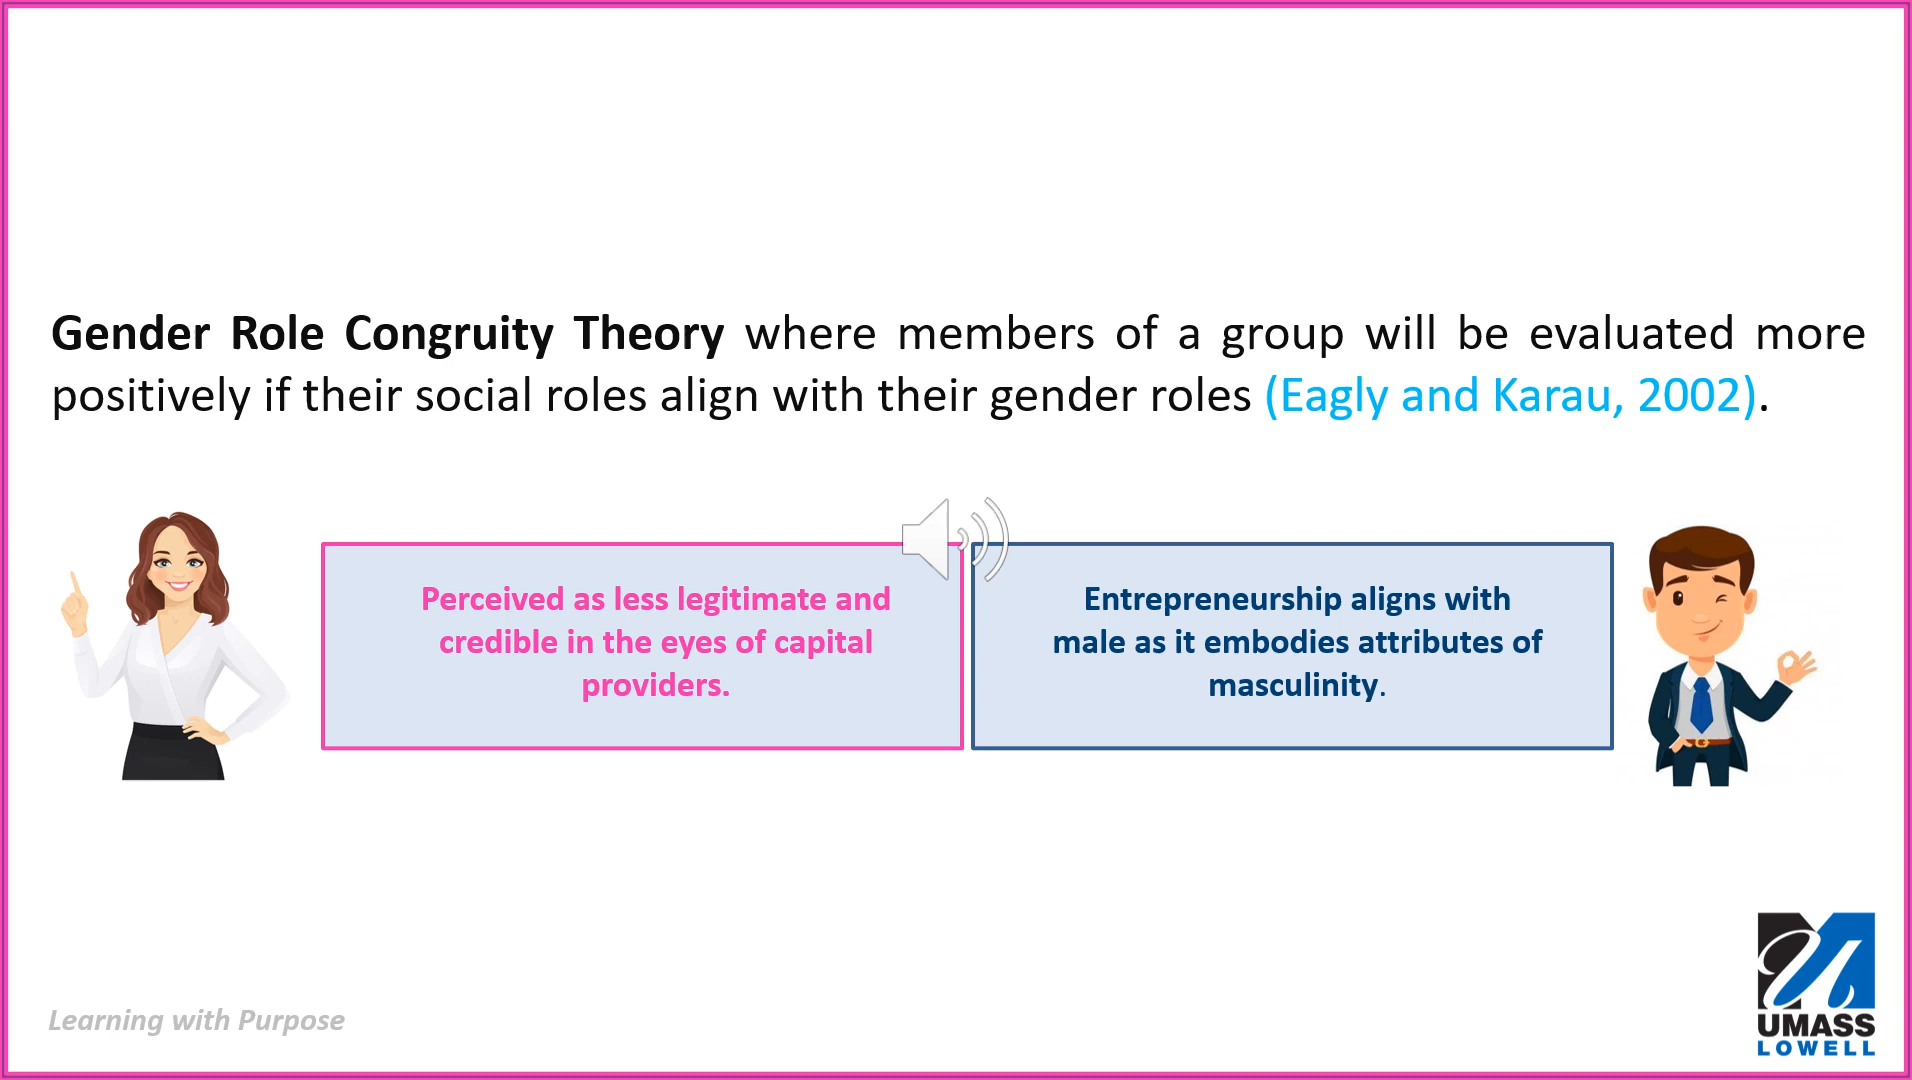 Gender Role Congruity Theory where members of a group will be evaluated more
positively if their social roles align with their gender roles (Eagly and Karau, 2002).
Perceived as less legitimate and
credible in the eyes of capital
providers.
Entrepreneurship aligns with
male as it embodies attributes of
masculinity.
Learning with Purpose
UMASS
LOWELL